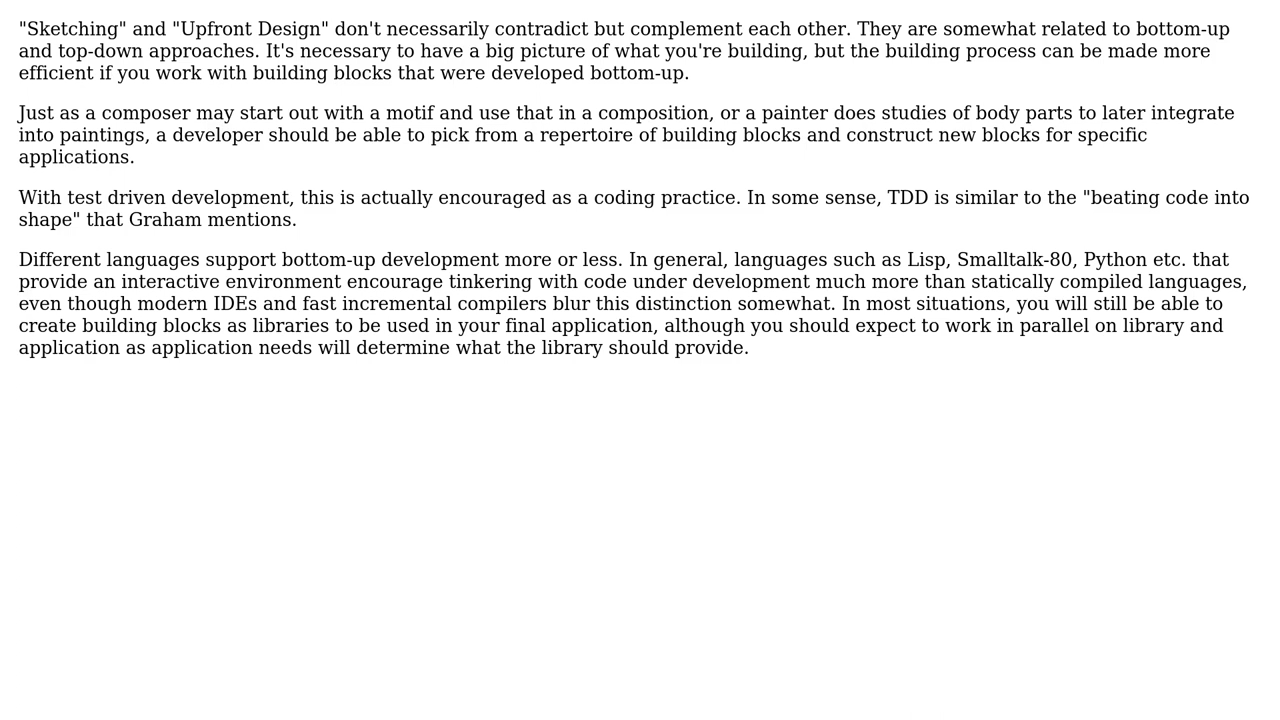 "Sketching" and "Upfront Design" don't necessarily contradict but complement each other. They are somewhat related to bottom-up
and top-down approaches. It's necessary to have a big picture of what you're building, but the building process can be made more
efficient if you work with building blocks that were developed bottom-up.
Just as a composer may start out with a motif and use that in a composition, or a painter does studies of body parts to later integrate
into paintings, a developer should be able to pick from a repertoire of building blocks and construct new blocks for specific
applications.
With test driven development, this is actually encouraged as a coding practice. In some sense, TDD is similar to the "beating code into
shape" that Graham mentions.
Different languages support bottom-up development more or less. In general, languages such as Lisp, Smalltalk-80, Python etc. that
provide an interactive environment encourage tinkering with code under development much more than statically compiled languages,
even though modern IDEs and fast incremental compilers blur this distinction somewhat. In most situations, you will still be able to
create building blocks as libraries to be used in your final application, although you should expect to work in parallel on library and
application as application needs will determine what the library should provide.